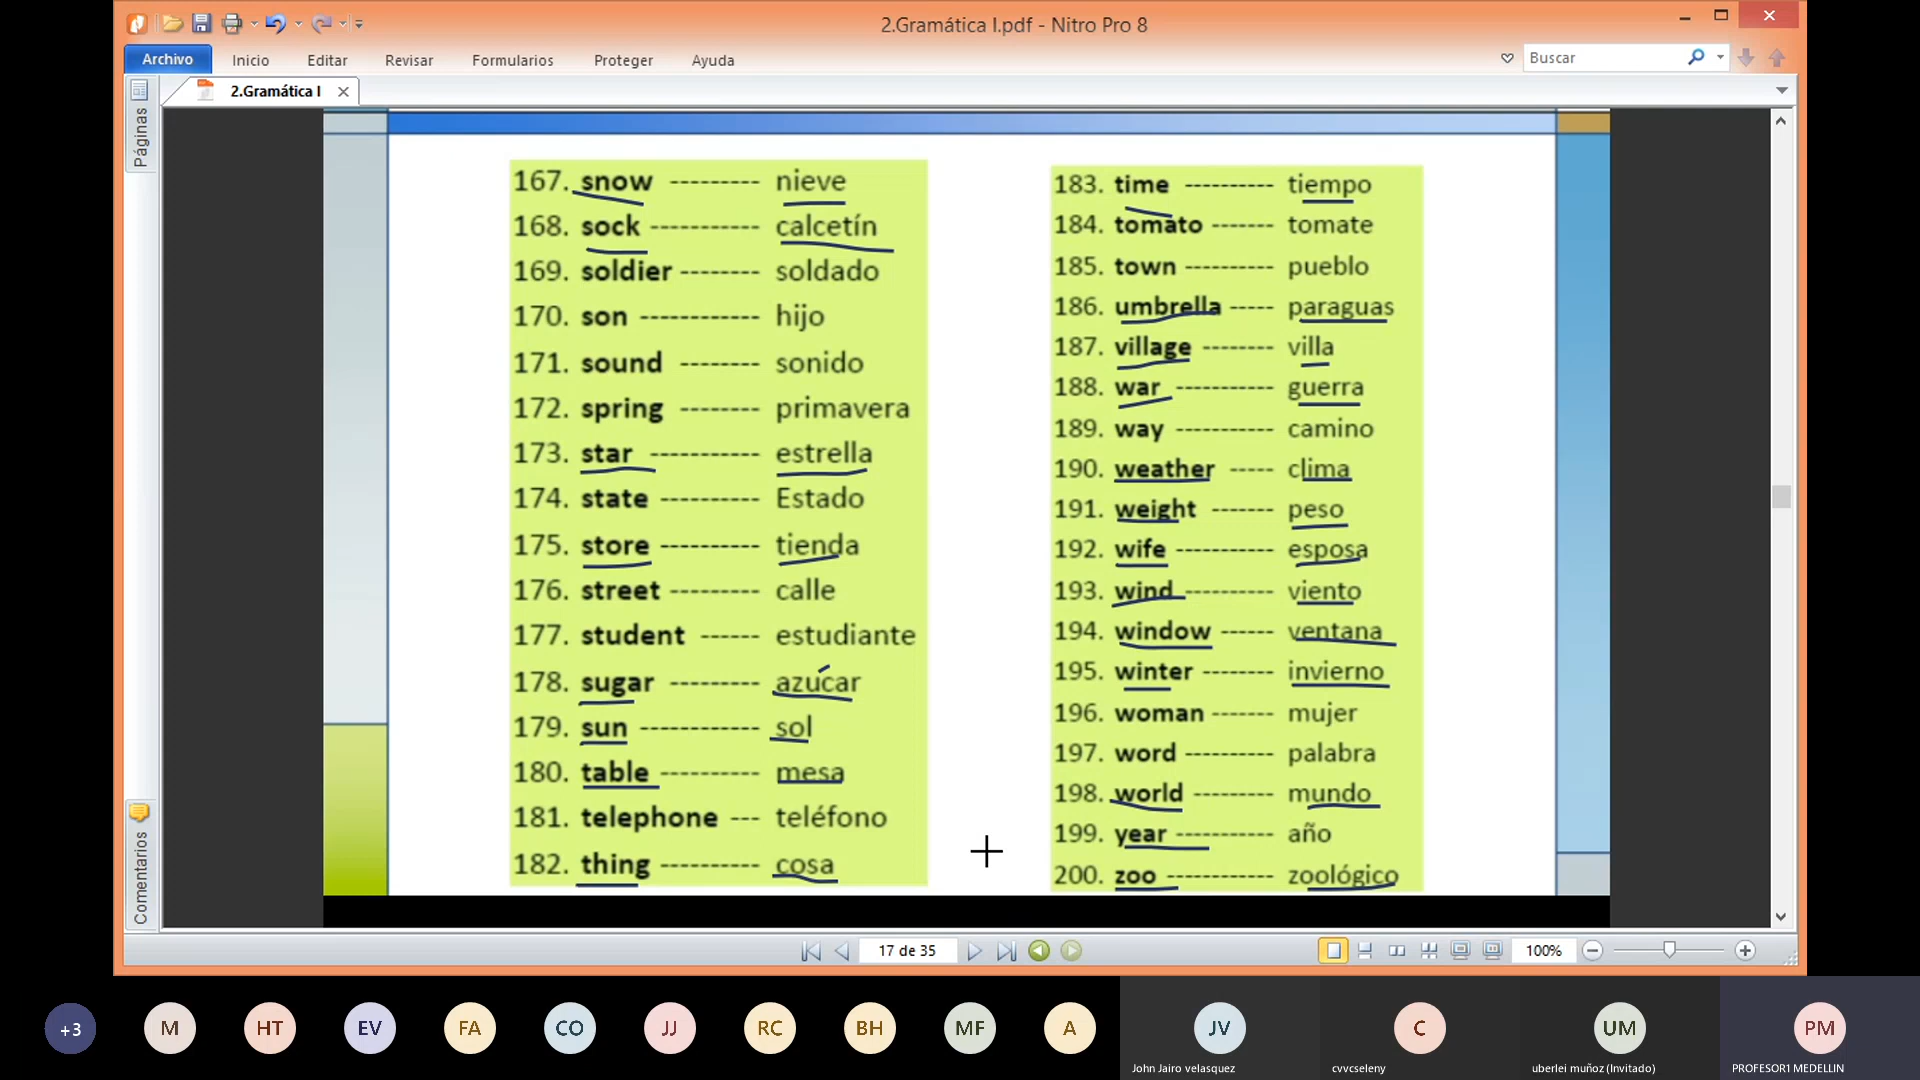 2.Gramática I.pdf - Nitro Pro 8
Archivo Inicio Editar Revisar Formularios Proteger Ayuda
Buscar
2.Gramática I
Páginas
Comentarios
167. snow --------- nieve
168. sock ----------- calcetín
169. soldier -------- soldado
170. son ------------ hijo
171. sound -------- sonido
172. spring -------- primavera
173. star ----------- estrella
174. state ---------- Estado
175. store ---------- tienda
176. street --------- calle
177. student ------ estudiante
178. sugar --------- azúcar
179. sun ------------ sol
180. table ---------- mesa
181. telephone --- teléfono
182. thing ---------- cosa
183. time ---------- tiempo
184. tomato ------- tomate
185. town ---------- pueblo
186. umbrella ----- paraguas
187. village -------- villa
188. war ----------- guerra
189. way ----------- camino
190. weather ----- clima
191. weight ------- peso
192. wife ----------- esposa
193. wind ---------- viento
194. window ------ ventana
195. winter -------- invierno
196. woman ------- mujer
197. word ---------- palabra
198. world --------- mundo
199. year ----------- año
200. zoo ------------ zoológico
17 de 35
100%
+3 M HT EV FA CO JJ RC BH MF A JV C UM PM
John Jairo velasquez cvvcseleny uberlei muñoz (Invitado) PROFESOR1 MEDELLIN